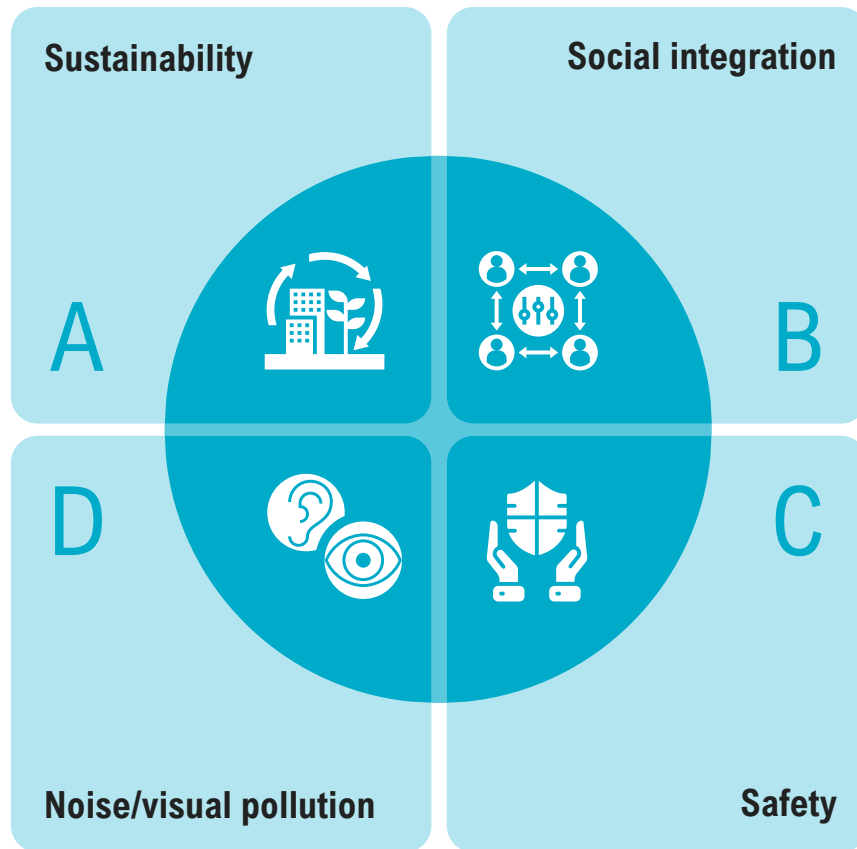 Sustainability
Social integration
A
B
D
C
Noise/visual pollution
Safety